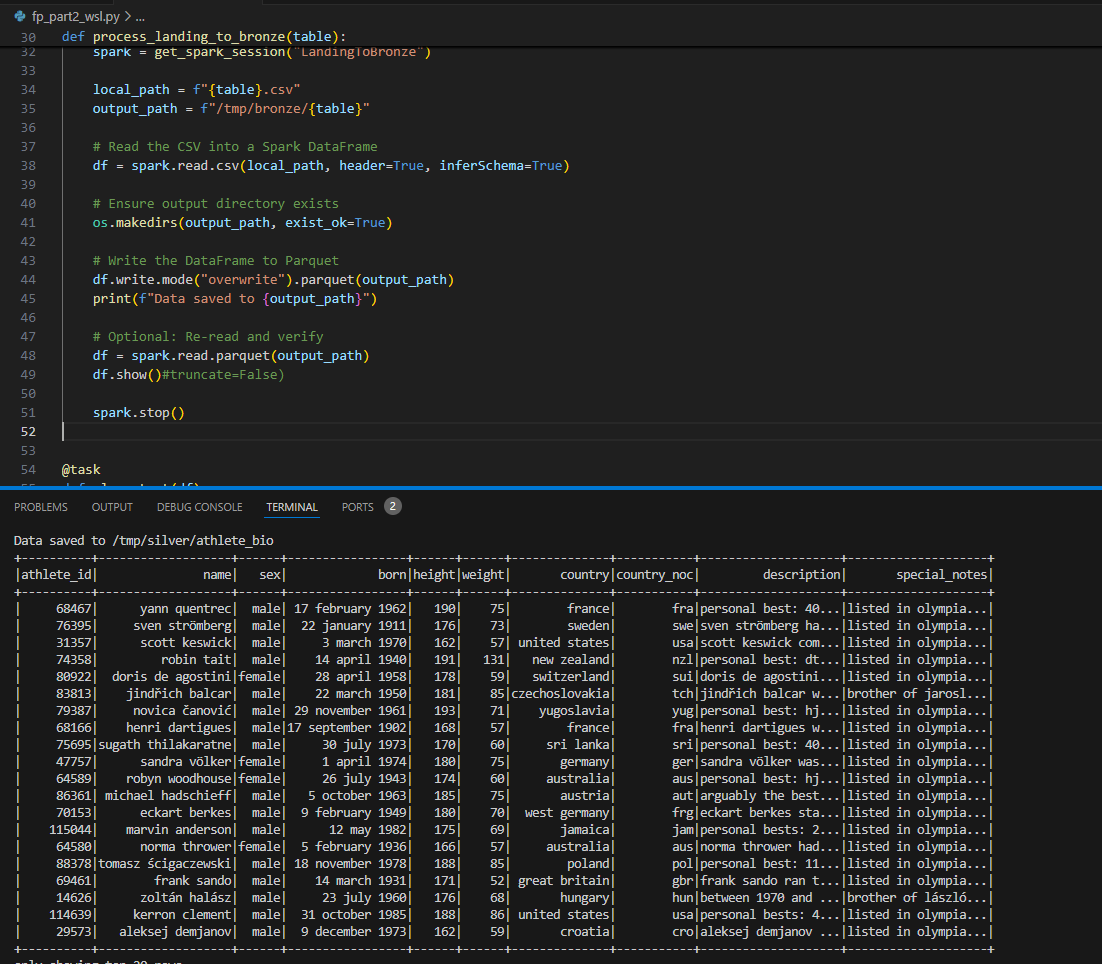 fp_part2_wsl.py > ...
30 def process_landing_to_bronze(table):
32 spark = get_spark_session("LandingToBronze")
33
34 local_path = f"{table}.csv"
35 output_path = f"/tmp/bronze/{table}"
36
37 # Read the CSV into a Spark DataFrame
38 df = spark.read.csv(local_path, header=True, inferSchema=True)
39
40 # Ensure output directory exists
41 os.makedirs(output_path, exist_ok=True)
42
43 # Write the DataFrame to Parquet
44 df.write.mode("overwrite").parquet(output_path)
45 print(f"Data saved to {output_path}")
46
47 # Optional: Re-read and verify
48 df = spark.read.parquet(output_path)
49 df.show()#truncate=False)
50
51 spark.stop()
52
53
54 @task
PROBLEMS OUTPUT DEBUG CONSOLE TERMINAL PORTS 2
Data saved to /tmp/silver/athlete_bio
+----------+------------------+------+-----------------+------+------+--------------+-----------+--------------------+--------------------+
|athlete_id|              name|   sex|             born|height|weight|       country|country_noc|         description|       special_notes|
+----------+------------------+------+-----------------+------+------+--------------+-----------+--------------------+--------------------+
|     68467|     yann quentrec|  male| 17 february 1962|   190|    75|        france|        fra|personal best: 40...|listed in olympia...|
|     76395|    sven strömberg|  male|  22 january 1911|   176|    73|        sweden|        swe|sven strömberg ha...|listed in olympia...|
|     31357|     scott keswick|  male|     3 march 1970|   162|    57| united states|        usa|scott keswick com...|listed in olympia...|
|     74358|        robin tait|  male|    14 april 1940|   191|   131|   new zealand|        nzl|personal best: dt...|listed in olympia...|
|     80922| doris de agostini|female|    28 april 1958|   178|    59|   switzerland|        sui|doris de agostini...|listed in olympia...|
|     83813|    jindřich balcar|  male|    22 march 1950|   181|    85|czechoslovakia|        tch|jindřich balcar w...|brother of jarosl...|
|     79387|    novica čanović|  male| 29 november 1961|   193|    71|    yugoslavia|        yug|personal best: hj...|listed in olympia...|
|     68166|   henri dartigues|  male|17 september 1902|   168|    57|        france|        fra|henri dartigues w...|listed in olympia...|
|     75695|sugath thilakaratne|  male|     30 july 1973|   170|    60|     sri lanka|        sri|personal best: 40...|listed in olympia...|
|     47757|     sandra völker|female|     1 april 1974|   180|    75|       germany|        ger|sandra völker was...|listed in olympia...|
|     64589|   robyn woodhouse|female|     26 july 1943|   174|    60|     australia|        aus|personal best: hj...|listed in olympia...|
|     86361| michael hadschieff|  male|   5 october 1963|   185|    75|       austria|        aut|arguably the best...|listed in olympia...|
|     70153|    eckart berkes|  male|  9 february 1949|   180|    70|  west germany|        frg|eckart berkes sta...|listed in olympia...|
|    115044|   marvin anderson|  male|      12 may 1982|   175|    69|       jamaica|        jam|personal bests: 2...|listed in olympia...|
|     64580|     norma thrower|female|  5 february 1936|   166|    57|     australia|        aus|norma thrower had...|listed in olympia...|
|     88378|tomasz ścigaczewski|  male| 18 november 1978|   188|    85|        poland|        pol|personal best: 11...|listed in olympia...|
|     69461|       frank sando|  male|    14 march 1931|   171|    52| great britain|        gbr|frank sando ran t...|listed in olympia...|
|     14626|     zoltán halász|  male|     23 july 1960|   176|    68|       hungary|        hun|between 1970 and ...|brother of lászló...|
|    114639|    kerron clement|  male|  31 october 1985|   188|    86| united states|        usa|personal bests: 4...|listed in olympia...|
|     29573|  aleksej demjanov|  male|  9 december 1973|   162|    59|       croatia|        cro|aleksej demjanov ...|listed in olympia...|
+----------+------------------+------+-----------------+------+------+--------------+-----------+--------------------+--------------------+